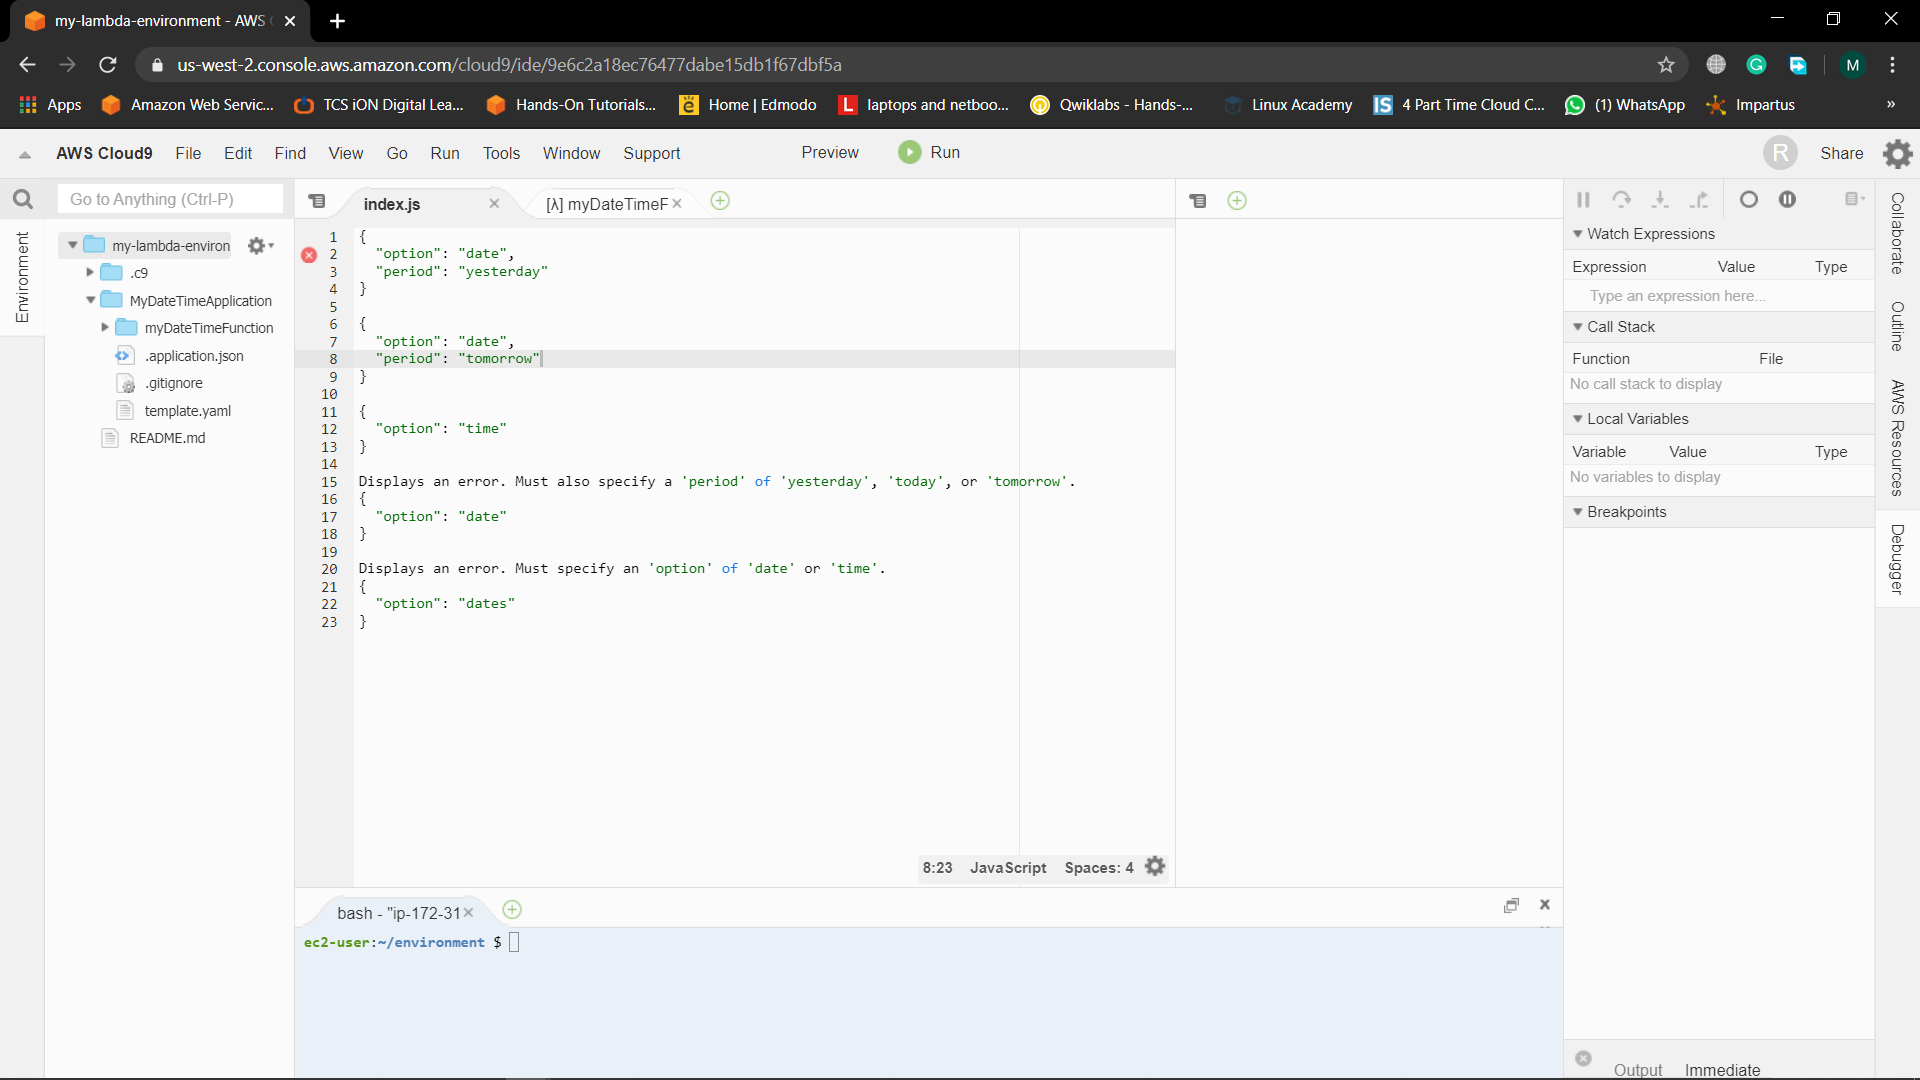 my-lambda-environment - AWS
us-west-2.console.aws.amazon.com/cloud9/ide/9e6c2a18ec76477dabe15db1f67dbf5a
M
Apps Amazon Web Servic... TCS iON Digital Lea... Hands-On Tutorials... Home | Edmodo laptops and netboo... Qwiklabs - Hands-... Linux Academy 4 Part Time Cloud C... (1) WhatsApp Impartus »
AWS Cloud9 File Edit Find View Go Run Tools Window Support Preview Run R Share
Go to Anything (Ctrl-P)
index.js [λ] myDateTimeF
Environment
my-lambda-environ
.c9
MyDateTimeApplication
myDateTimeFunction
.application.json
.gitignore
template.yaml
README.md
1 {
2 "option": "date",
3 "period": "yesterday"
4 }
5
6 {
7 "option": "date",
8 "period": "tomorrow"
9 }
10
11 {
12 "option": "time"
13 }
14
15 Displays an error. Must also specify a 'period' of 'yesterday', 'today', or 'tomorrow'.
16 {
17 "option": "date"
18 }
19
20 Displays an error. Must specify an 'option' of 'date' or 'time'.
21 {
22 "option": "dates"
23 }
8:23 JavaScript Spaces: 4
bash - "ip-172-31
ec2-user:~/environment $
Watch Expressions
Expression Value Type
Type an expression here...
Call Stack
Function File
No call stack to display
Local Variables
Variable Value Type
No variables to display
Breakpoints
Output Immediate
Collaborate
Outline
AWS Resources
Debugger